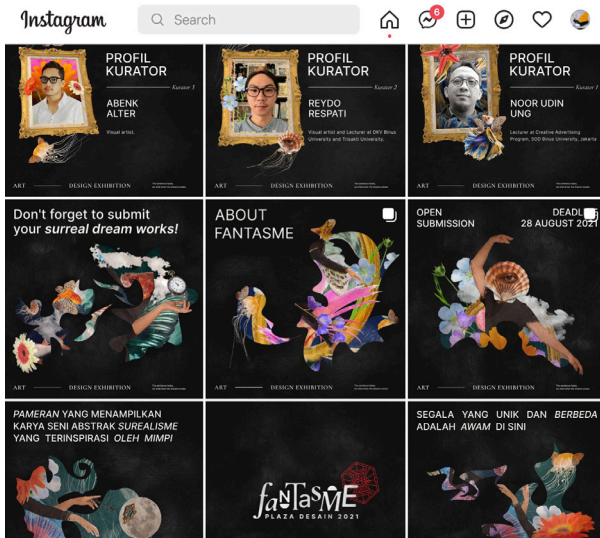 Instagram
Search
6
PROFIL
KURATOR
Kurator 1
ABENK
ALTER
Visual artist.
ART DESIGN EXHIBITION
PROFIL
KURATOR
Kurator 2
REYDO
RESPATI
Visual artist and Lecturer at DKV Binus
University and Trisakti University.
ART DESIGN EXHIBITION
PROFIL
KURATOR
NOOR UDIN
UNG
Lecturer at Creative Advertising
Program, SOD Binus University, Jakarta
ART DESIGN EXHIBITION
Don't forget to submit
your surreal dream works!
ART DESIGN EXHIBITION
ABOUT
FANTASME
ART DESIGN EXHIBITION
OPEN
SUBMISSION
28 AUGUST 2021
ART DESIGN EXHIBITION
PAMERAN YANG MENAMPILKAN
KARYA SENI ABSTRAK SUREALISME
YANG TERINSPIRASI OLEH MIMPI
faNTasME
PLAZA DESAIN 2021
SEGALA YANG UNIK DAN BERBEDA
ADALAH AWAM DI SINI